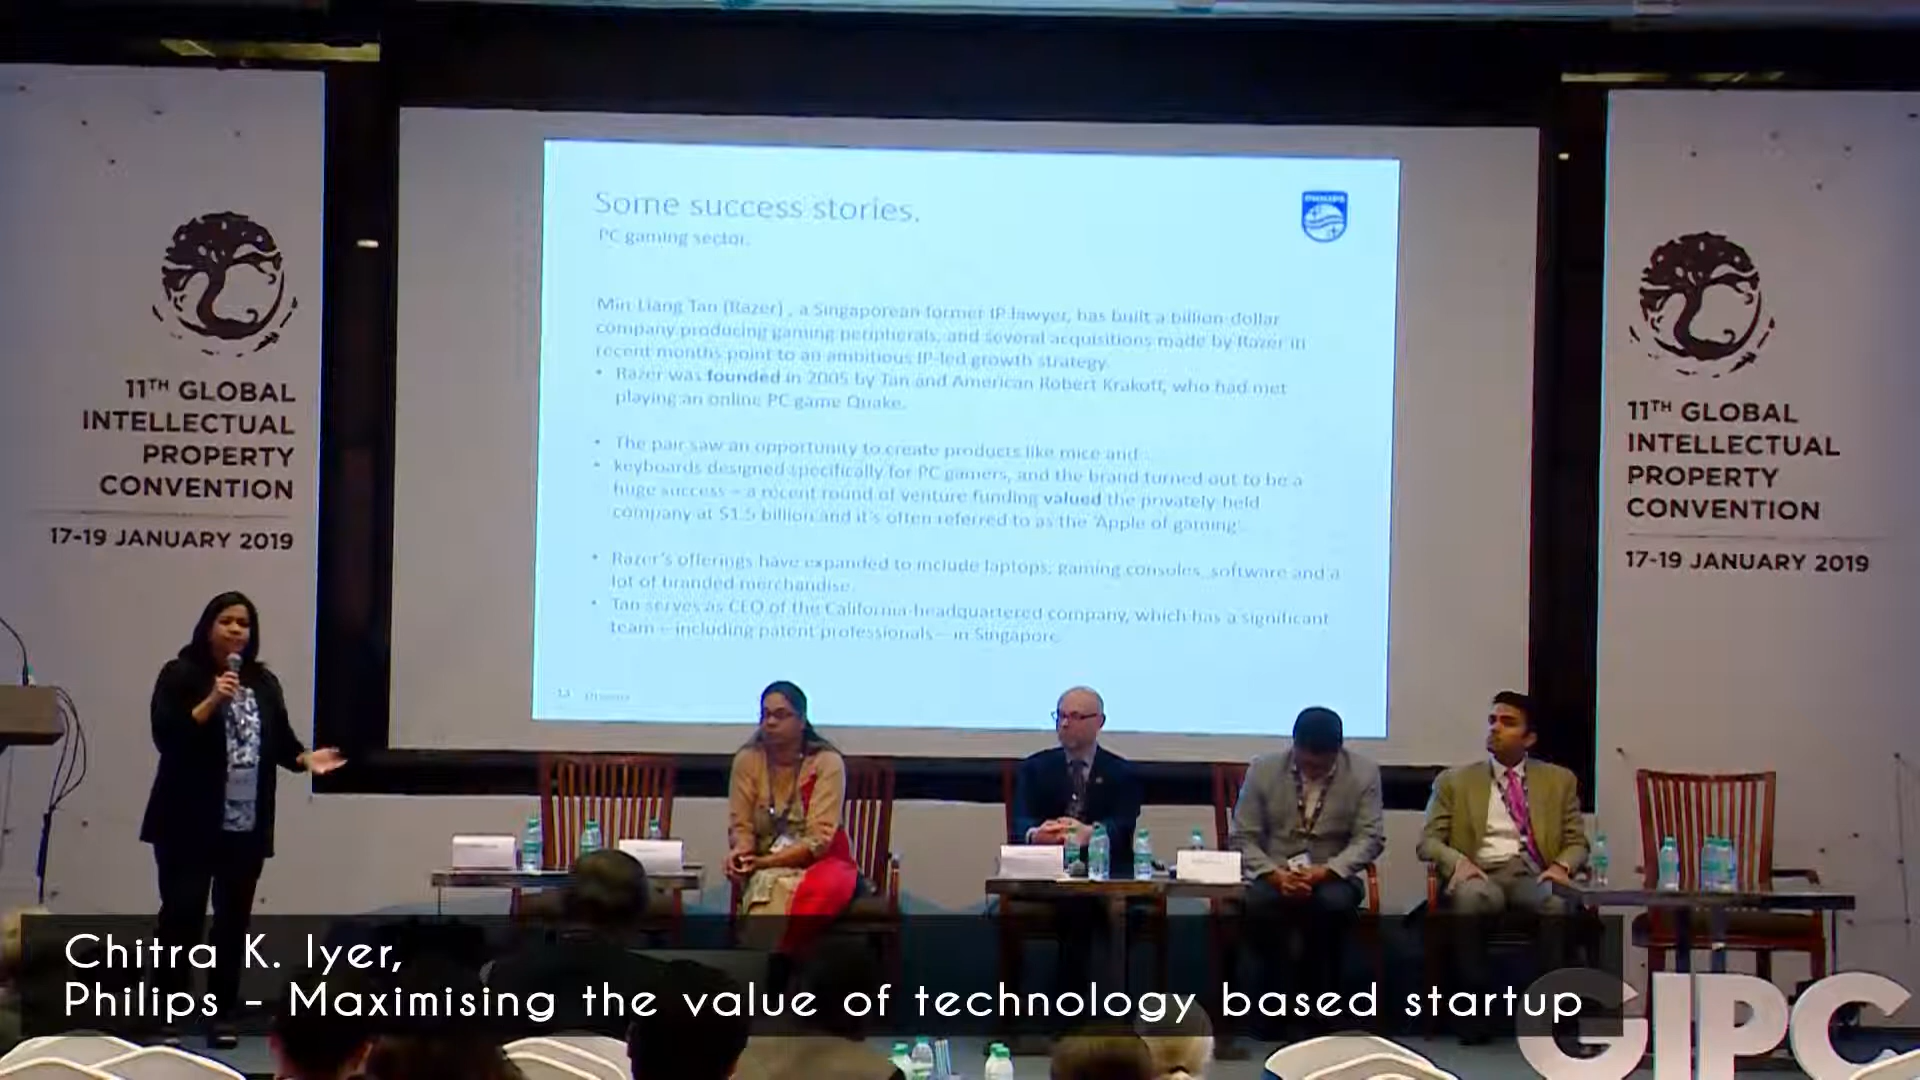 11TH GLOBAL
INTELLECTUAL
PROPERTY
CONVENTION
17-19 JANUARY 2019
Some success stories.
PHILIPS
PC gaming sector.
Min-Liang Tan (Razer) , a Singaporean former IP lawyer, has built a billion-dollar
company producing gaming peripherals, and several acquisitions made by Razer in
recent months point to an ambitious IP-led growth strategy.
• Razer was founded in 2005 by Tan and American Robert Krakoff, who had met
playing an online PC game Quake.
• The pair saw an opportunity to create products like mice and
• keyboards designed specifically for PC gamers, and the brand turned out to be a
huge success – a recent round of venture funding valued the privately-held
company at $1.5 billion and it's often referred to as the 'Apple of gaming'.
• Razer's offerings have expanded to include laptops, gaming consoles, software and a
lot of branded merchandise.
• Tan serves as CEO of the California-headquartered company, which has a significant
team – including patent professionals – in Singapore.
11TH GLOBAL
INTELLECTUAL
PROPERTY
CONVENTION
17-19 JANUARY 2019
Chitra K. Iyer,
Philips - Maximising the value of technology based startup
GIPC